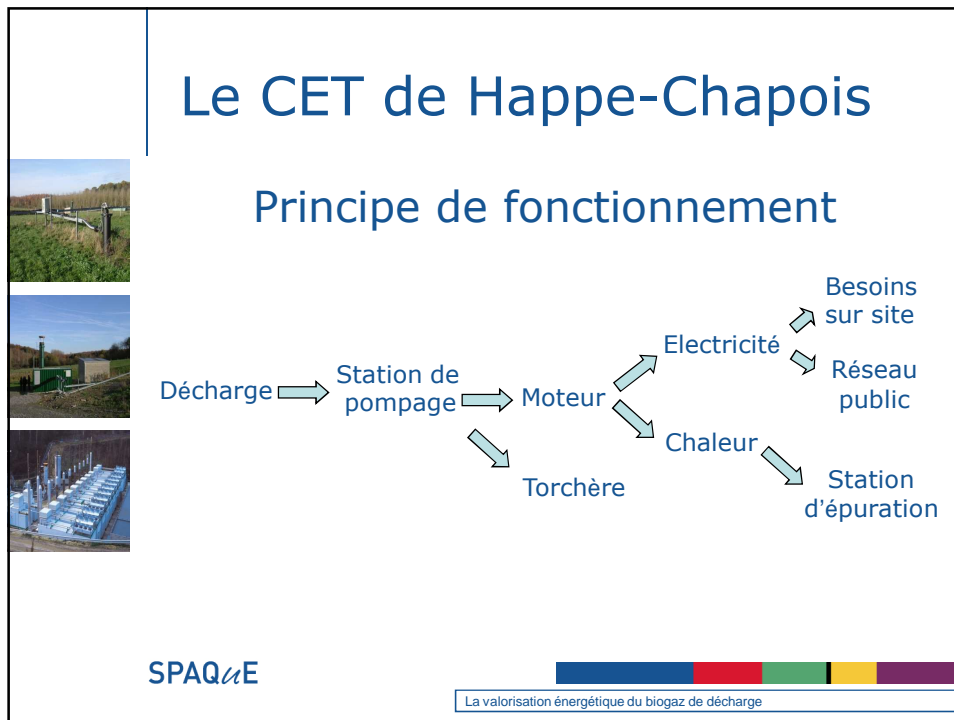 Le CET de Happe-Chapois
Principe de fonctionnement
Décharge
Station de
pompage
Moteur
Torchère
Electricité
Chaleur
Besoins
sur site
Réseau
public
Station
d'épuration
SPAQuE
La valorisation énergétique du biogaz de décharge